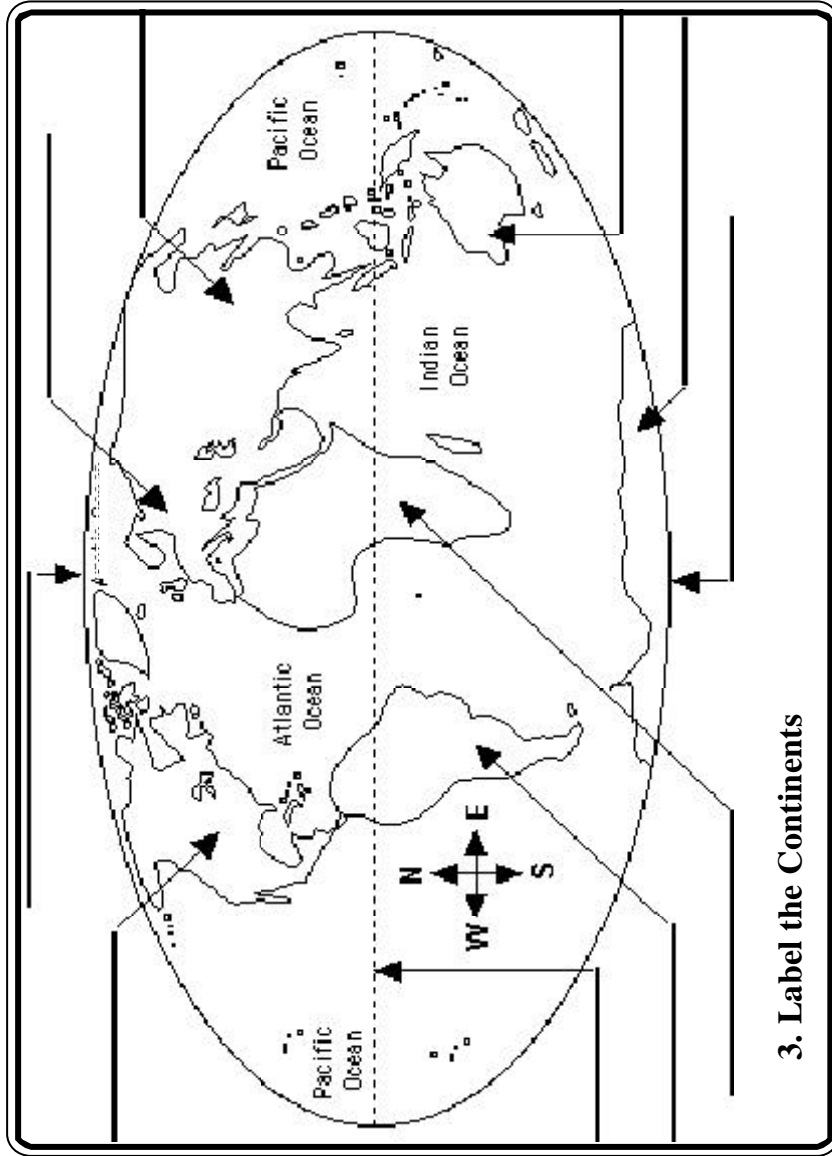 Pacific
Ocean
Atlantic
Ocean
Pacific
Ocean
Indian
Ocean
N
W
E
S
3. Label the Continents